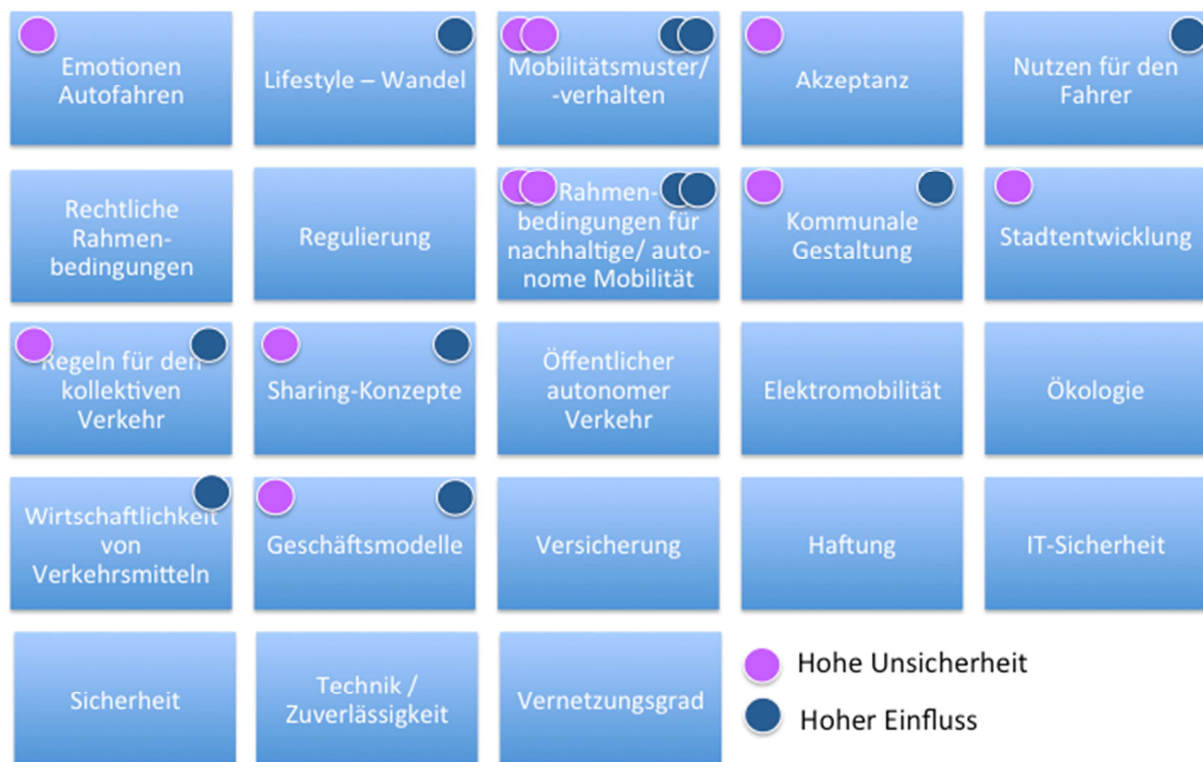 Emotionen
Autofahren
Lifestyle – Wandel
Mobilitätsmuster/
-verhalten
Akzeptanz
Nutzen für den
Fahrer
Rechtliche
Rahmen-
bedingungen
Regulierung
Rahmen-
bedingungen für
nachhaltige/ auto-
nome Mobilität
Kommunale
Gestaltung
Stadtentwicklung
Regeln für den
kollektiven
Verkehr
Sharing-Konzepte
Öffentlicher
autonomer
Verkehr
Elektromobilität
Ökologie
Wirtschaftlichkeit
von
Verkehrsmitteln
Geschäftsmodelle
Versicherung
Haftung
IT-Sicherheit
Sicherheit
Technik /
Zuverlässigkeit
Vernetzungsgrad
Hohe Unsicherheit
Hoher Einfluss